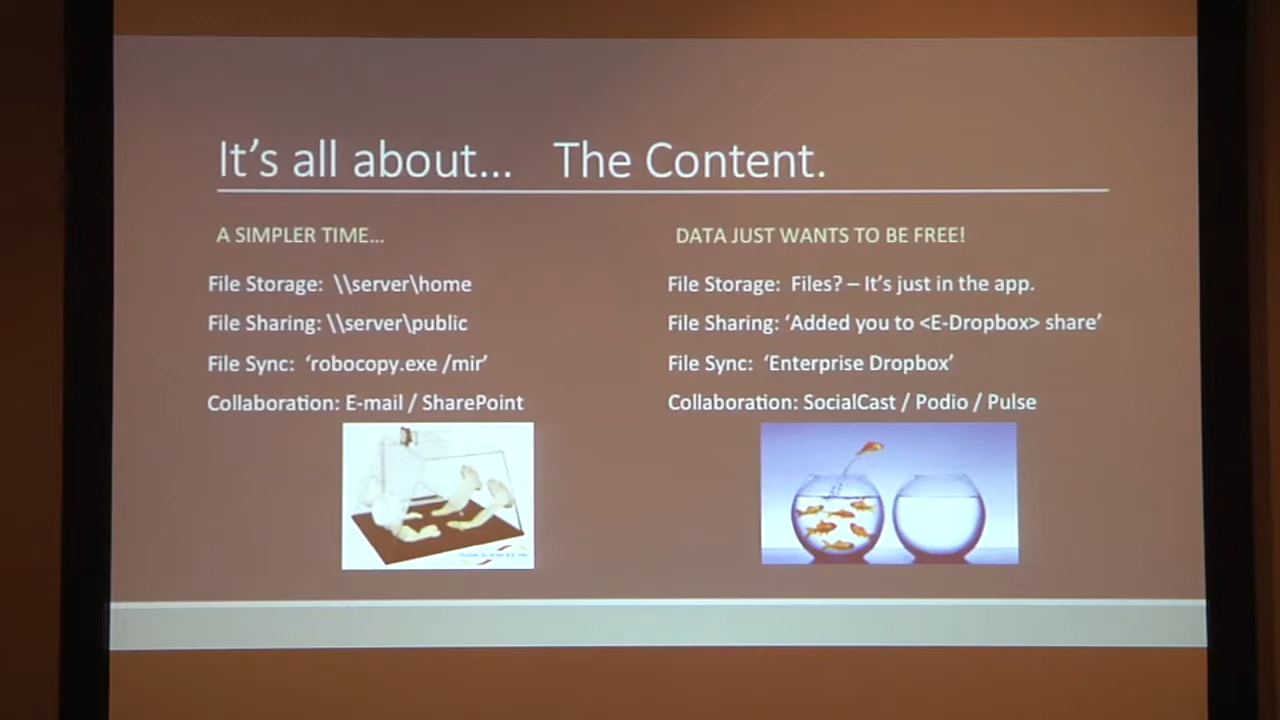 It's all about... The Content.
A SIMPLER TIME...
File Storage: \\server\home
File Sharing: \\server\public
File Sync: ‘robocopy.exe /mir’
Collaboration: E-mail / SharePoint
DATA JUST WANTS TO BE FREE!
File Storage: Files? – It's just in the app.
File Sharing: ‘Added you to <E-Dropbox> share’
File Sync: ‘Enterprise Dropbox’
Collaboration: SocialCast / Podio / Pulse